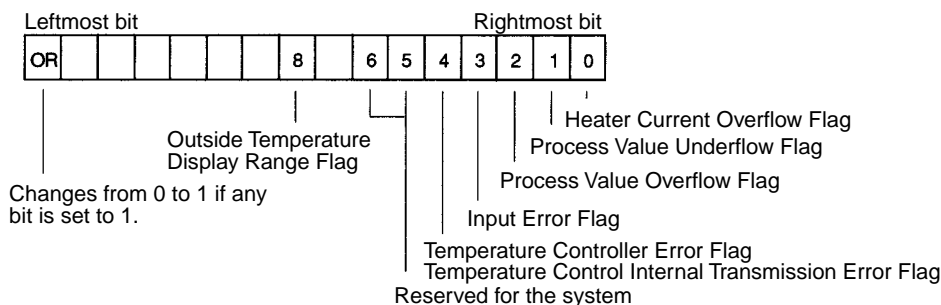 Leftmost bit Rightmost bit
OR 8 6 5 4 3 2 1 0
Heater Current Overflow Flag
Outside Temperature
Display Range Flag
Process Value Underflow Flag
Changes from 0 to 1 if any
bit is set to 1.
Process Value Overflow Flag
Input Error Flag
Temperature Controller Error Flag
Temperature Control Internal Transmission Error Flag
Reserved for the system